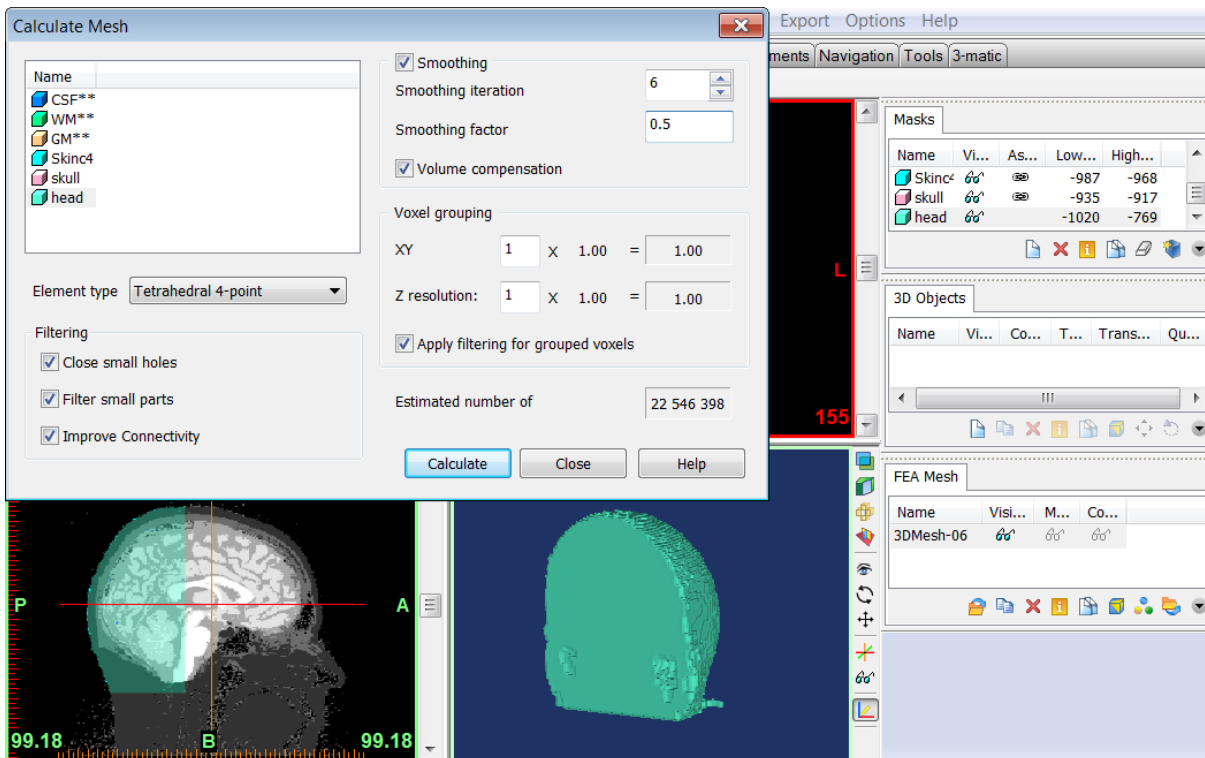 Calculate Mesh
Export Options Help
ments Navigation Tools 3-matic
Name
CSF**
WM**
GM**
Skinc4
skull
head
Element type Tetrahedral 4-point
Filtering
Close small holes
Filter small parts
Improve Connectivity
Smoothing
Smoothing iteration 6
Smoothing factor 0.5
Volume compensation
Voxel grouping
XY 1 X 1.00 = 1.00
Z resolution: 1 X 1.00 = 1.00
Apply filtering for grouped voxels
Estimated number of 22 546 398
Calculate Close Help
L
155
Masks
Name Vi... As... Low... High...
Skinc4 -987 -968
skull -935 -917
head -1020 -769
3D Objects
Name Vi... Co... T... Trans... Qu...
FEA Mesh
Name Visi... M... Co...
3DMesh-06
P A
99.18 B 99.18